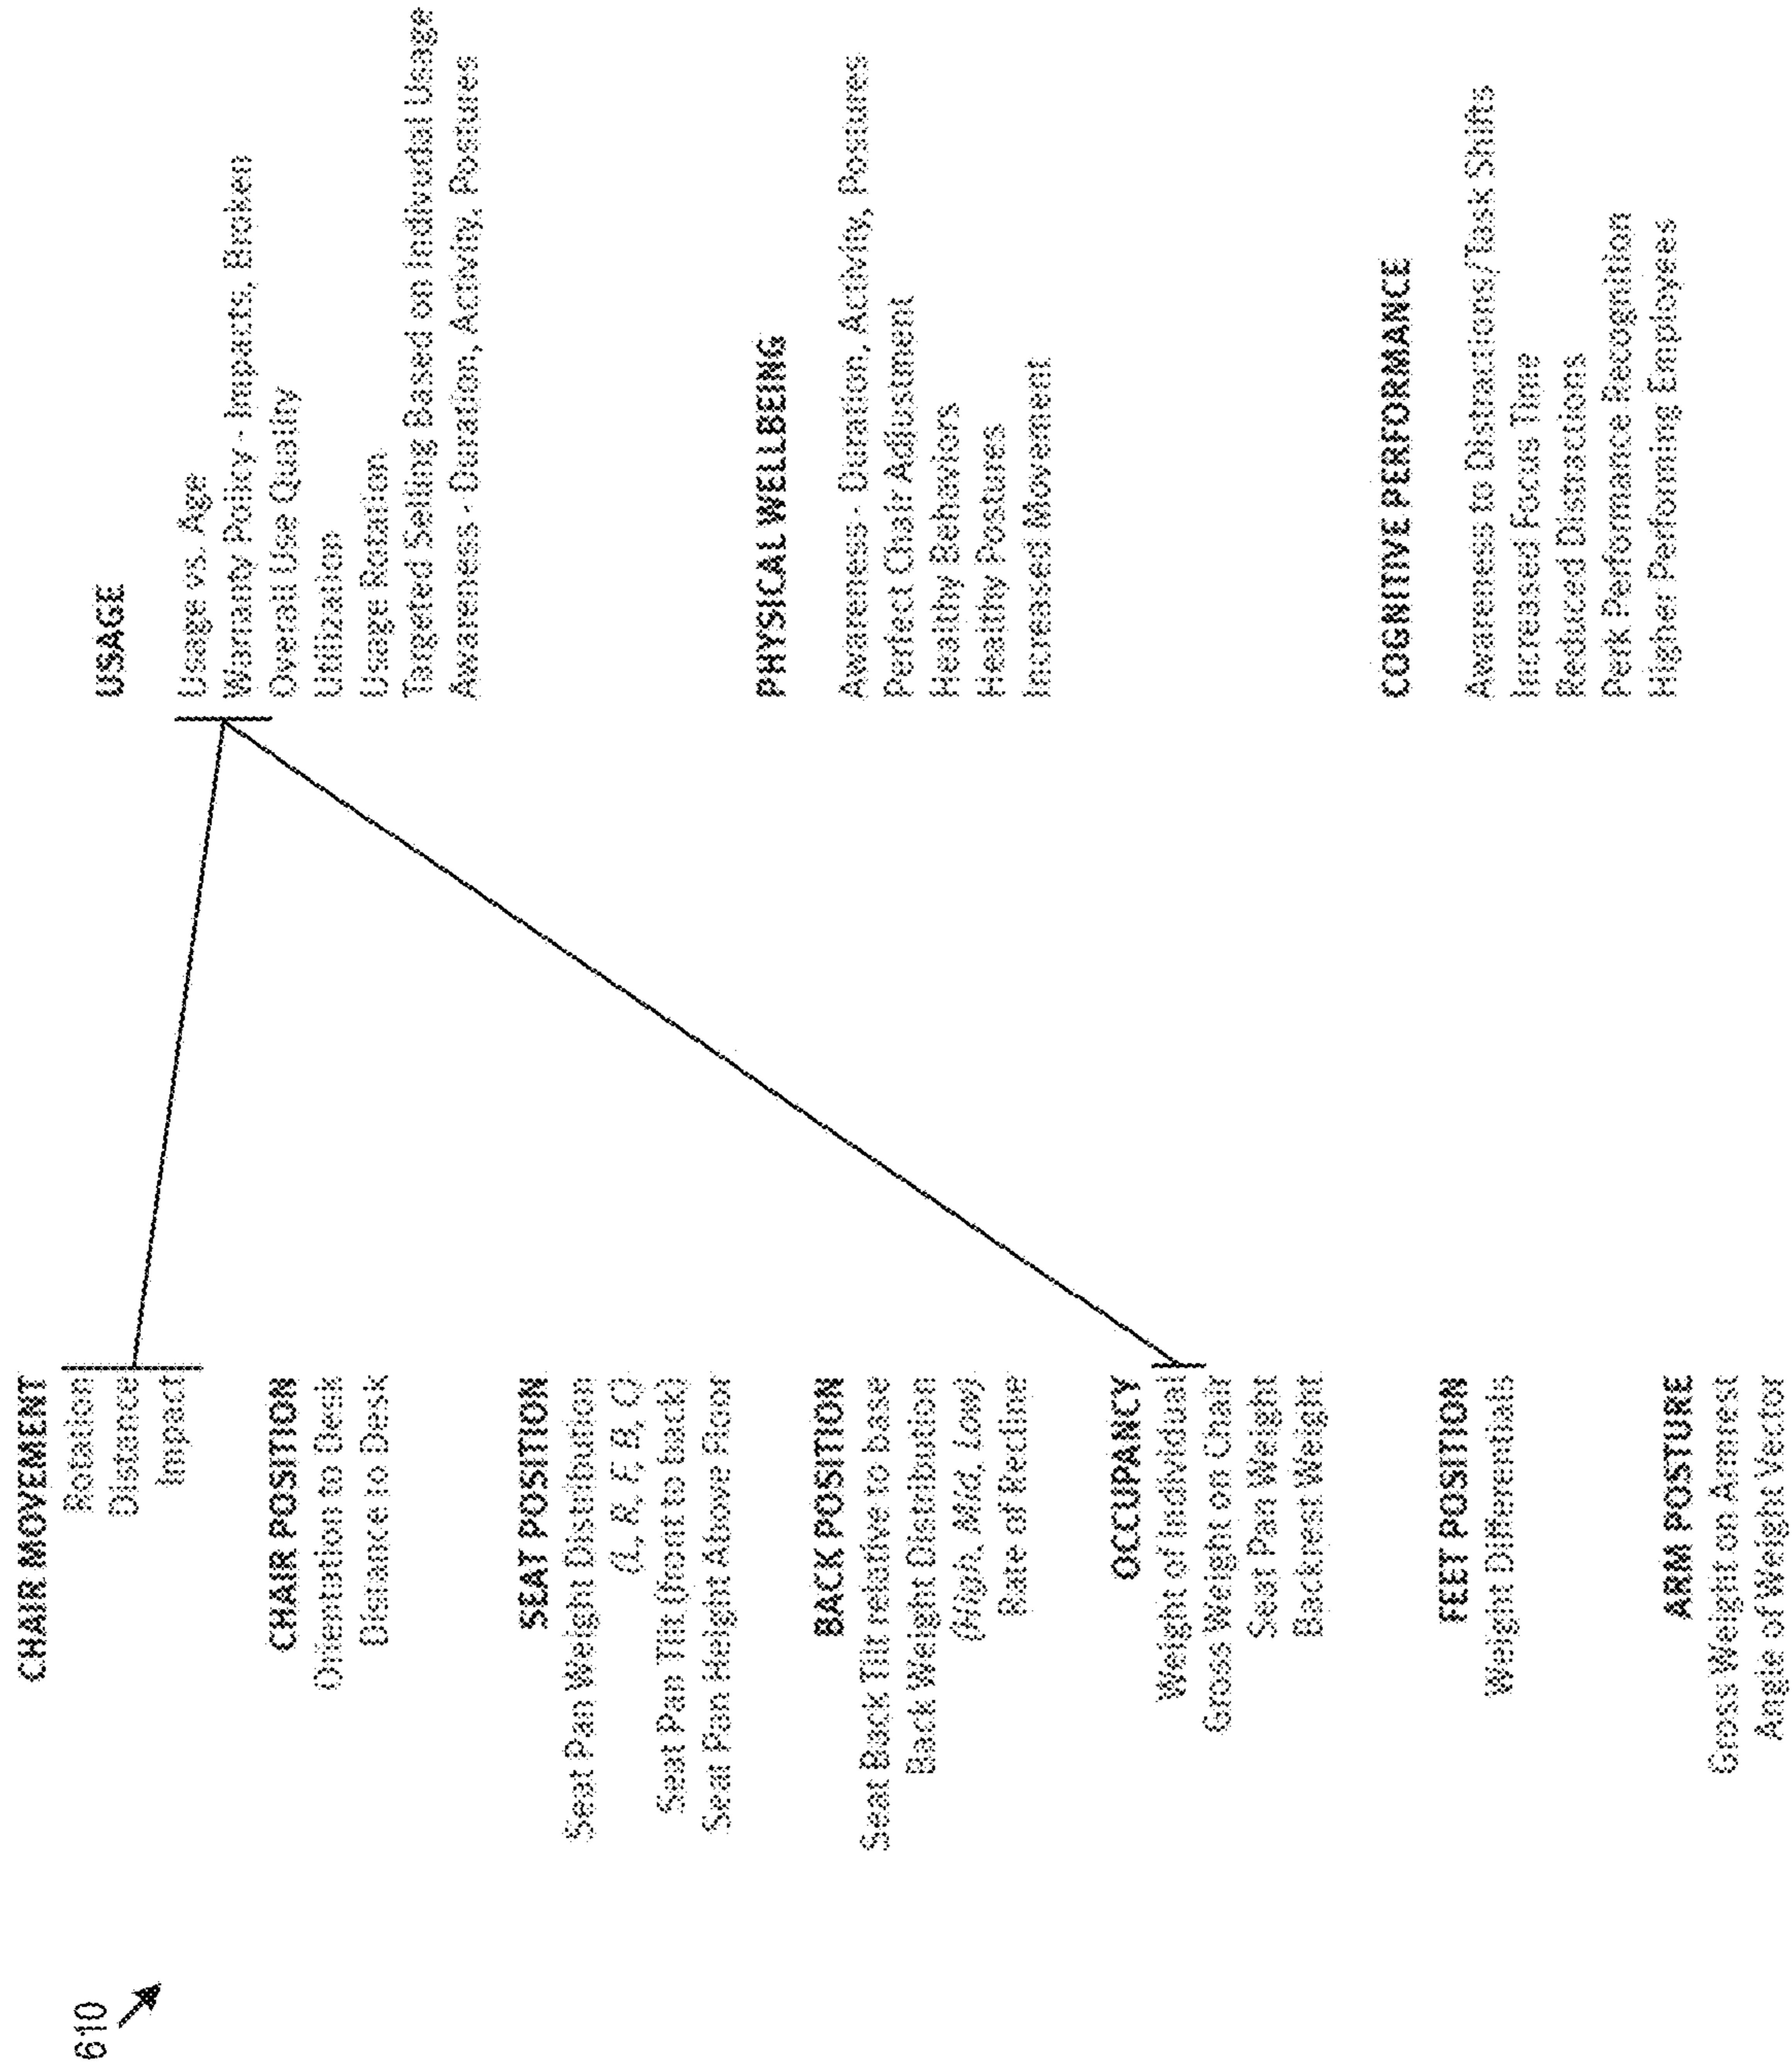 610
CHAIR MOVEMENT
Rotation
Distance
Impact
CHAIR POSITION
Orientation to Desk
Distance to Desk
SEAT POSITION
Seat Pan Weight Distribution
(L, R, F, B, C)
Seat Pan Tilt (front to back)
Seat Pan Height Above Floor
BACK POSITION
Seat Back Tilt relative to base
Back Weight Distribution
(High, Mid, Low)
Rate of Recline
OCCUPANCY
Weight of Individual
Gross Weight on Chair
Seat Pan Weight
Backrest Weight
FEET POSITION
Weight Differentials
ARM POSTURE
Gross Weight on Armrest
Angle of Weight Vector
USAGE
Usage vs. Age
Warranty Policy - Impacts, Broken
Overall Use Quality
Utilization
Usage Rotation
Targeted Selling Based on Indivdual Usage
Awareness - Duration, Activity, Postures
PHYSICAL WELLBEING
Awareness - Duration, Activity, Postures
Perfect Chair Adjustment
Healthy Behaviors
Healthy Postures
Increased Movement
COGNITIVE PERFORMANCE
Awareness to Distractions/Task Shifts
Increased Focus Time
Reduced Distractions
Perk Performance Recognition
Higher Performing Employees